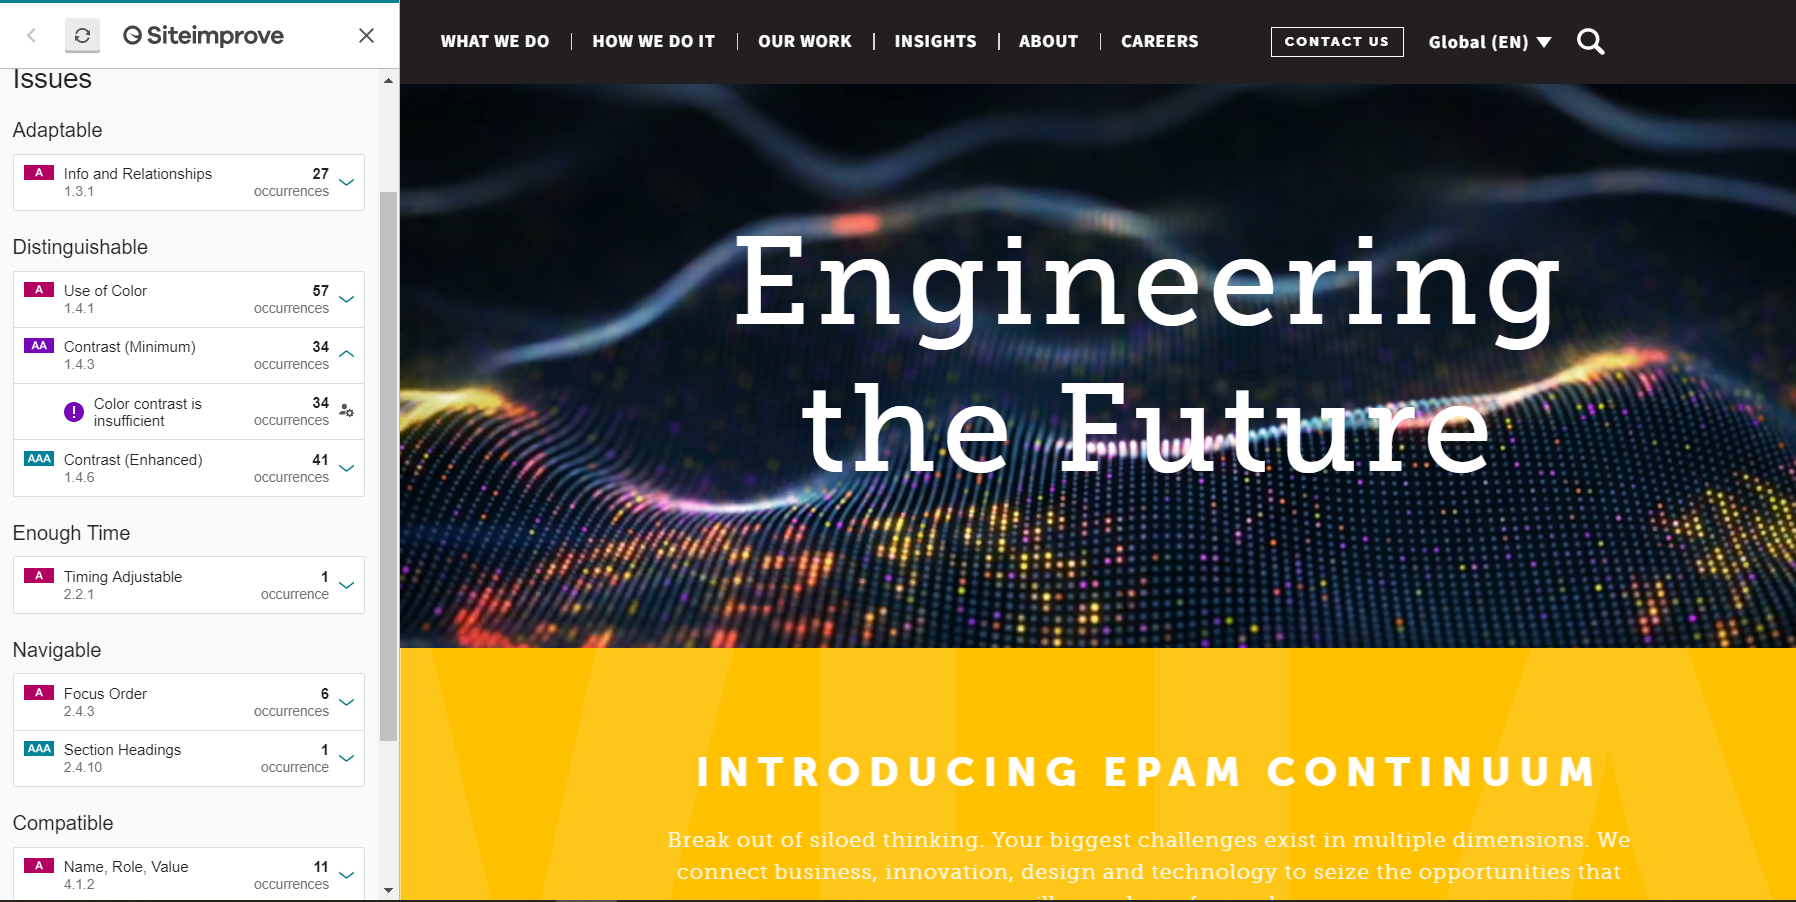 Siteimprove
Issues
Adaptable
A Info and Relationships 27
1.3.1 occurrences
Distinguishable
A Use of Color 57
1.4.1 occurrences
AA Contrast (Minimum) 34
1.4.3 occurrences
Color contrast is 34
insufficient occurrences
AAA Contrast (Enhanced) 41
1.4.6 occurrences
Enough Time
A Timing Adjustable 1
2.2.1 occurrence
Navigable
A Focus Order 6
2.4.3 occurrences
AAA Section Headings 1
2.4.10 occurrence
Compatible
A Name, Role, Value 11
4.1.2 occurrences
WHAT WE DO | HOW WE DO IT | OUR WORK | INSIGHTS | ABOUT | CAREERS CONTACT US Global (EN)
Engineering
the Future
INTRODUCING EPAM CONTINUUM
Break out of siloed thinking. Your biggest challenges exist in multiple dimensions. We
connect business, innovation, design and technology to seize the opportunities that